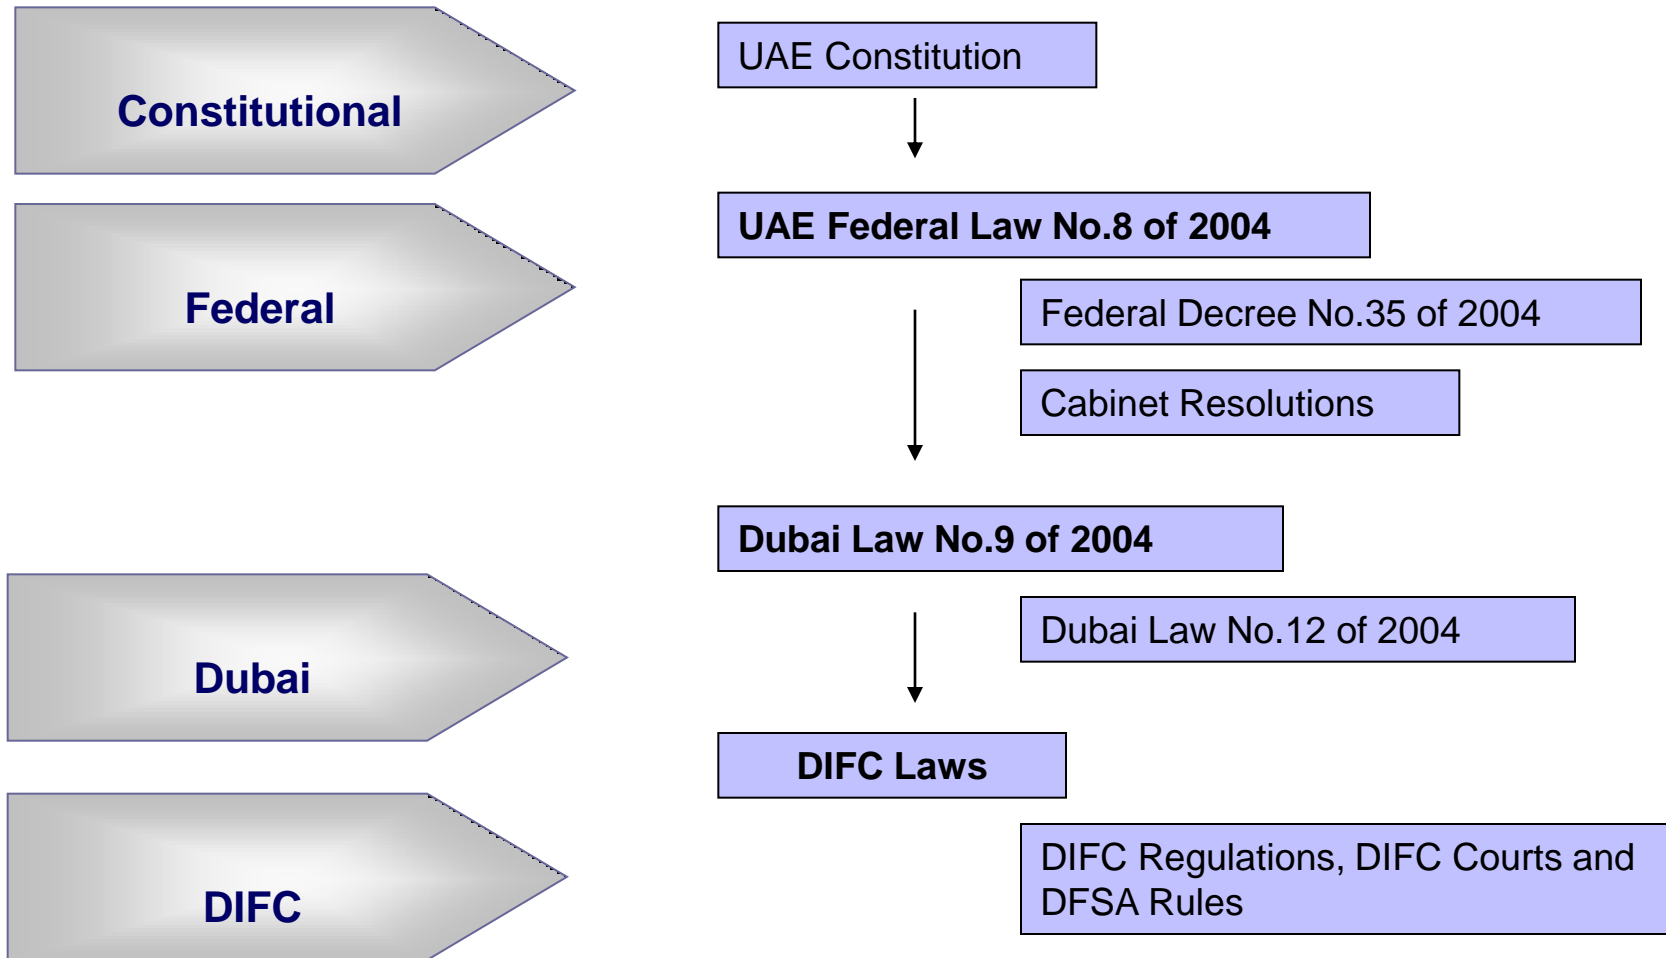 Constitutional
UAE Constitution
Federal
UAE Federal Law No.8 of 2004
Federal Decree No.35 of 2004
Cabinet Resolutions
Dubai Law No.9 of 2004
Dubai
Dubai Law No.12 of 2004
DIFC Laws
DIFC
DIFC Regulations, DIFC Courts and
DFSA Rules